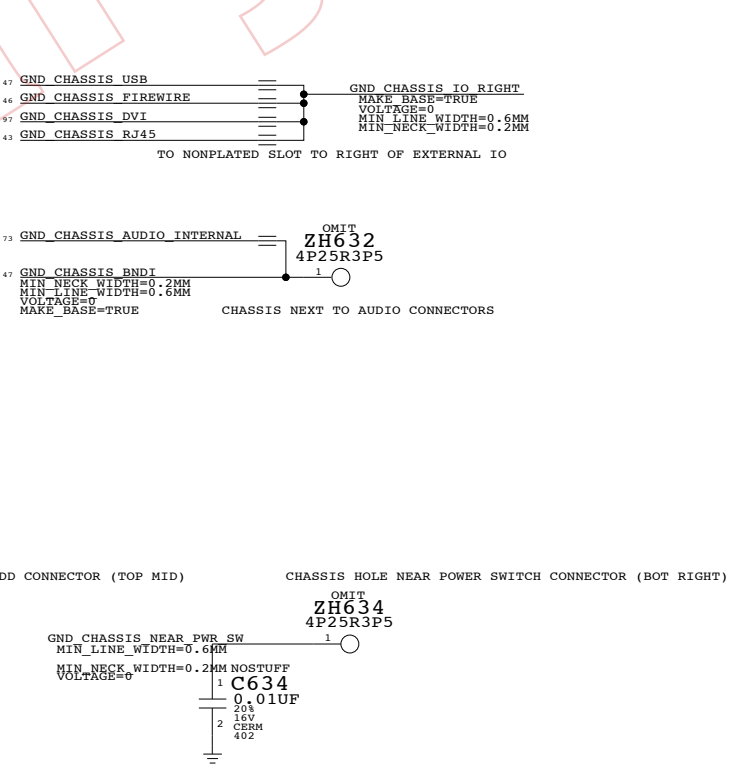 47 GND_CHASSIS_USB
46 GND_CHASSIS_FIREWIRE
97 GND_CHASSIS_DVI
43 GND_CHASSIS_RJ45
GND_CHASSIS_IO_RIGHT
MAKE_BASE=TRUE
VOLTAGE=0
MIN_LINE_WIDTH=0.6MM
MIN_NECK_WIDTH=0.2MM
TO NONPLATED SLOT TO RIGHT OF EXTERNAL IO
73 GND_CHASSIS_AUDIO_INTERNAL
OMIT
ZH632
4P25R3P5
1
47 GND_CHASSIS_BNDI
MIN_NECK_WIDTH=0.2MM
MIN_LINE_WIDTH=0.6MM
VOLTAGE=0
MAKE_BASE=TRUE
CHASSIS NEXT TO AUDIO CONNECTORS
DD CONNECTOR (TOP MID)
CHASSIS HOLE NEAR POWER SWITCH CONNECTOR (BOT RIGHT)
OMIT
ZH634
4P25R3P5
1
GND_CHASSIS_NEAR_PWR_SW
MIN_LINE_WIDTH=0.6MM
MIN_NECK_WIDTH=0.2MM
VOLTAGE=0
NOSTUFF
1
C634
0.01UF
20%
16V
CERM
402
2